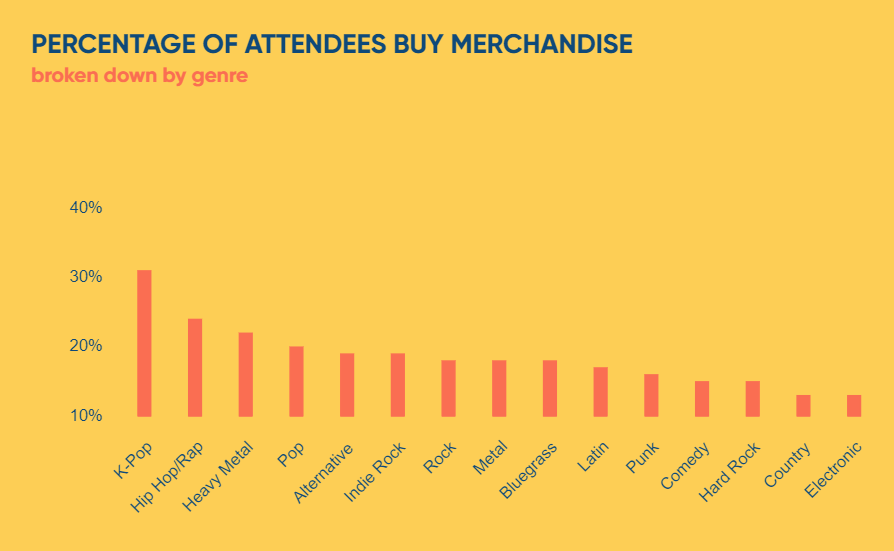 PERCENTAGE OF ATTENDEES BUY MERCHANDISE
broken down by genre
40%
30%
20%
10%
K-Pop
Hip Hop/Rap
Heavy Metal
Pop
Alternative
Indie Rock
Rock
Metal
Bluegrass
Latin
Punk
Comedy
Hard Rock
Country
Electronic